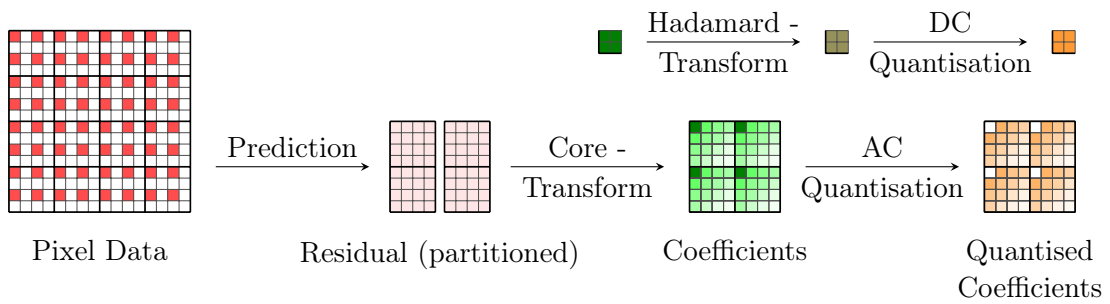 Hadamard -
Transform
DC
Quantisation
Prediction
Core -
Transform
AC
Quantisation
Pixel Data
Residual (partitioned)
Coefficients
Quantised
Coefficients